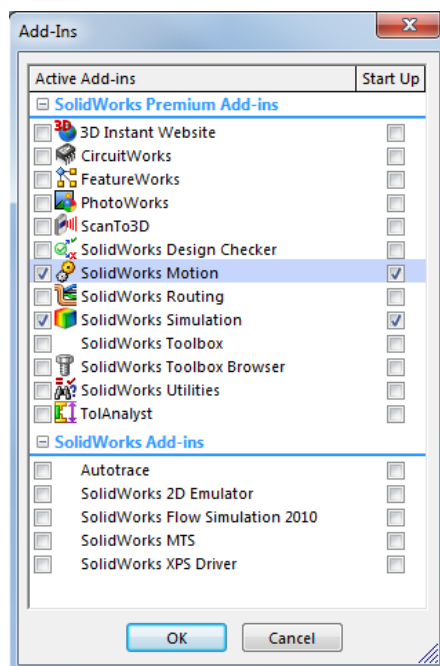 Add-Ins
Active Add-ins Start Up
SolidWorks Premium Add-ins
3D Instant Website
CircuitWorks
FeatureWorks
PhotoWorks
ScanTo3D
SolidWorks Design Checker
SolidWorks Motion
SolidWorks Routing
SolidWorks Simulation
SolidWorks Toolbox
SolidWorks Toolbox Browser
SolidWorks Utilities
TolAnalyst
SolidWorks Add-ins
Autotrace
SolidWorks 2D Emulator
SolidWorks Flow Simulation 2010
SolidWorks MTS
SolidWorks XPS Driver
OK Cancel